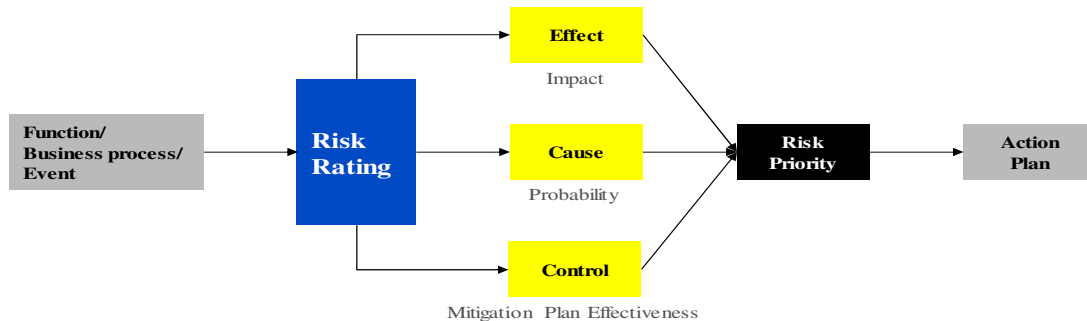 Function/
Business process/
Event
Risk
Rating
Effect
Impact
Cause
Probability
Control
Mitigation Plan Effectiveness
Risk
Priority
Action
Plan